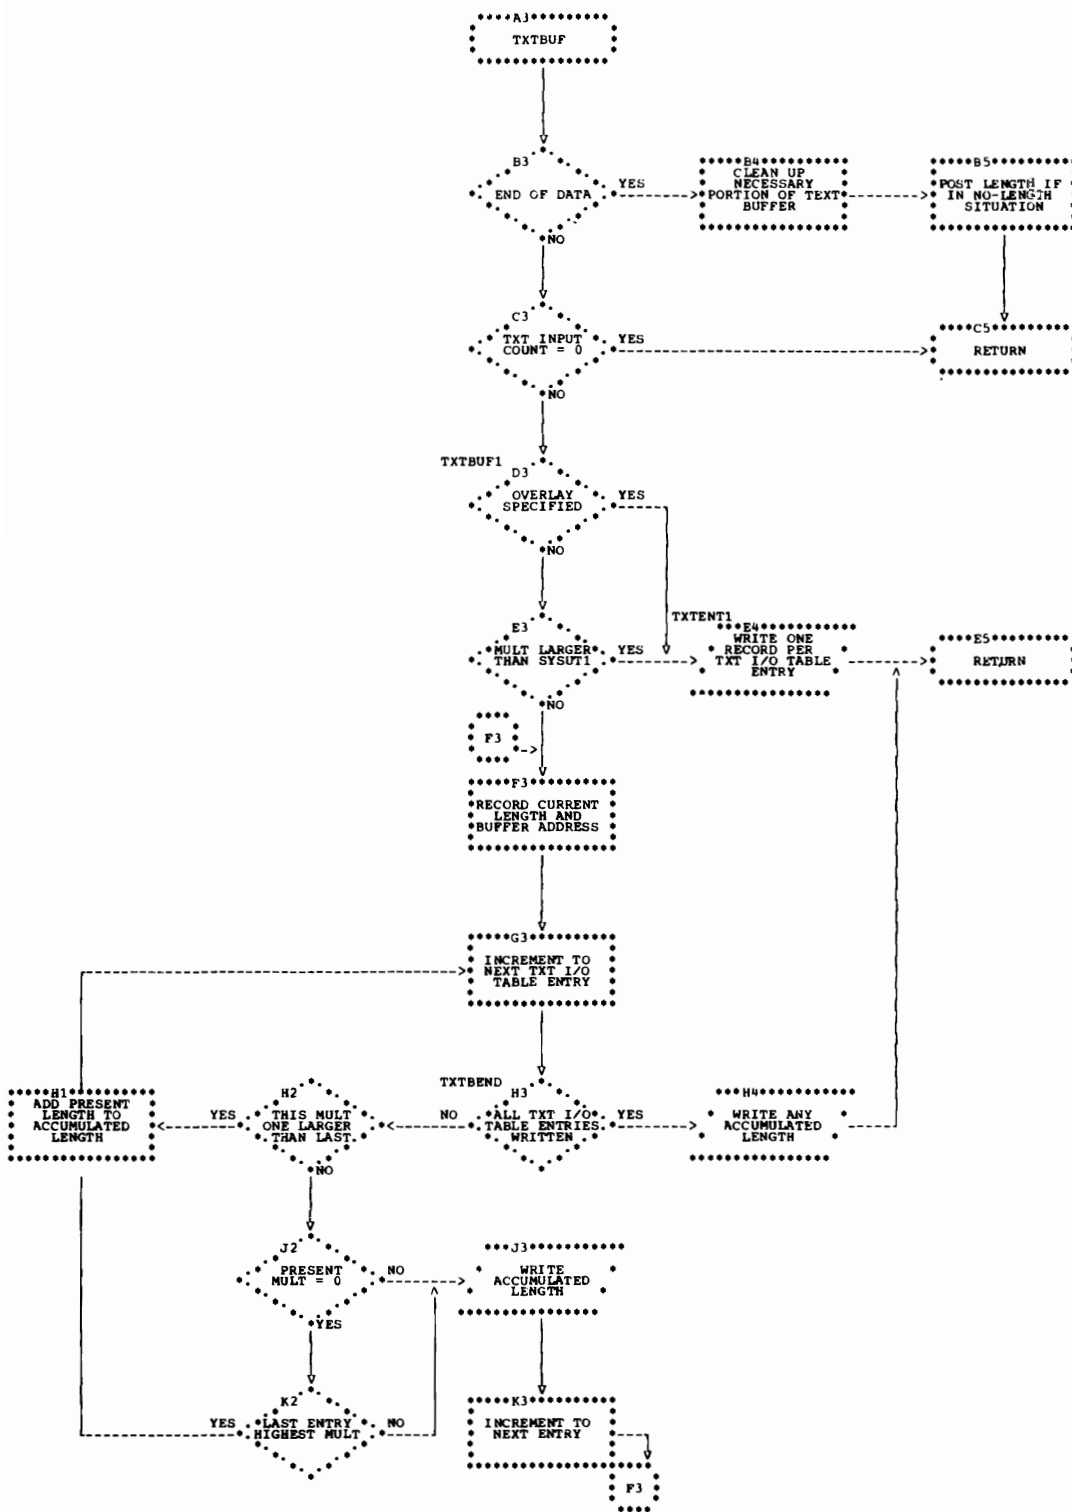 A3
TXTBUF
B3
END OF DATA
YES
NO
B4
CLEAN UP
NECESSARY
PORTION OF TEXT
BUFFER
B5
POST LENGTH IF
IN NO-LENGTH
SITUATION
C3
TXT INPUT
COUNT = 0
YES
NO
C5
RETURN
TXTBUF1
D3
OVERLAY
SPECIFIED
YES
NO
E3
MULT LARGER
THAN SYSUT1
YES
NO
TXTENT1
E4
WRITE ONE
RECORD PER
TXT I/O TABLE
ENTRY
E5
RETURN
F3
F3
RECORD CURRENT
LENGTH AND
BUFFER ADDRESS
G3
INCREMENT TO
NEXT TXT I/O
TABLE ENTRY
H1
ADD PRESENT
LENGTH TO
ACCUMULATED
LENGTH
YES
H2
THIS MULT
ONE LARGER
THAN LAST
NO
TXTBEND
NO
H3
ALL TXT I/O
TABLE ENTRIES
WRITTEN
YES
H4
WRITE ANY
ACCUMULATED
LENGTH
J2
PRESENT
MULT = 0
NO
YES
J3
WRITE
ACCUMULATED
LENGTH
YES
K2
LAST ENTRY
HIGHEST MULT
NO
K3
INCREMENT TO
NEXT ENTRY
F3